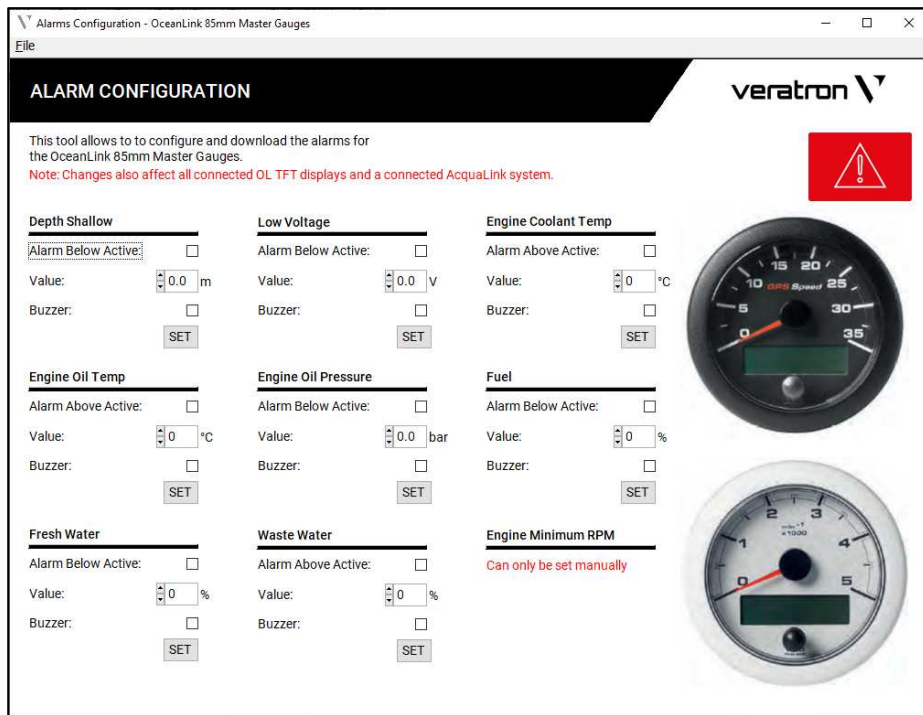 Alarms Configuration - OceanLink 85mm Master Gauges
File
ALARM CONFIGURATION
veratron
This tool allows to to configure and download the alarms for
the OceanLink 85mm Master Gauges.
Note: Changes also affect all connected OL TFT displays and a connected AcquaLink system.
Depth Shallow
Alarm Below Active:
Value: 0.0 m
Buzzer:
SET
Low Voltage
Alarm Below Active:
Value: 0.0 V
Buzzer:
SET
Engine Coolant Temp
Alarm Above Active:
Value: 0 °C
Buzzer:
SET
Engine Oil Temp
Alarm Above Active:
Value: 0 °C
Buzzer:
SET
Engine Oil Pressure
Alarm Below Active:
Value: 0.0 bar
Buzzer:
SET
Fuel
Alarm Below Active:
Value: 0 %
Buzzer:
SET
Fresh Water
Alarm Below Active:
Value: 0 %
Buzzer:
SET
Waste Water
Alarm Above Active:
Value: 0 %
Buzzer:
SET
Engine Minimum RPM
Can only be set manually
0 5 10 15 20 25 30 35
GPS Speed
0 1 2 3 4 5
min⁻¹
x1000